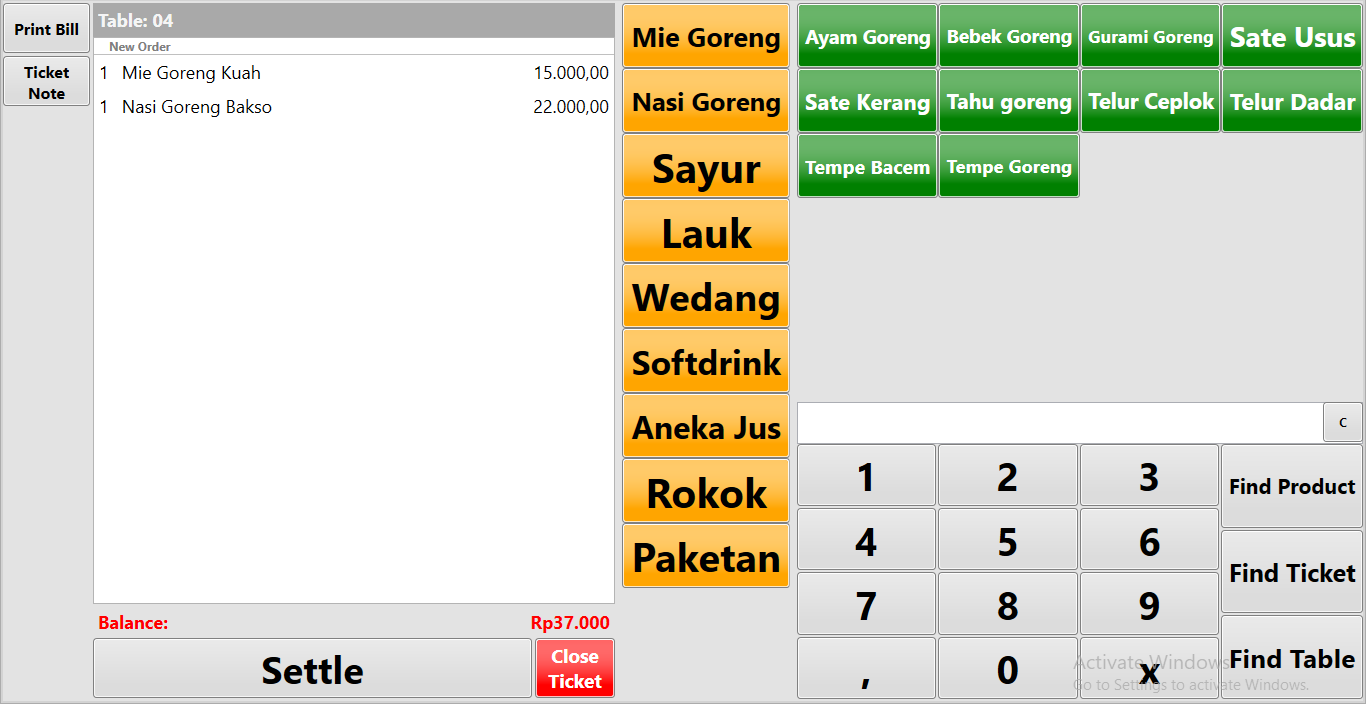 Print Bill
Ticket
Note
Table: 04
New Order
1 Mie Goreng Kuah 15.000,00
1 Nasi Goreng Bakso 22.000,00
Balance: Rp37.000
Settle
Close
Ticket
Mie Goreng
Nasi Goreng
Sayur
Lauk
Wedang
Softdrink
Aneka Jus
Rokok
Paketan
Ayam Goreng Bebek Goreng Gurami Goreng Sate Usus
Sate Kerang Tahu goreng Telur Ceplok Telur Dadar
Tempe Bacem Tempe Goreng
c
1 2 3
4 5 6
7 8 9
, 0 x
Find Product
Find Ticket
Find Table
Activate Windows
Go to Settings to activate Windows.